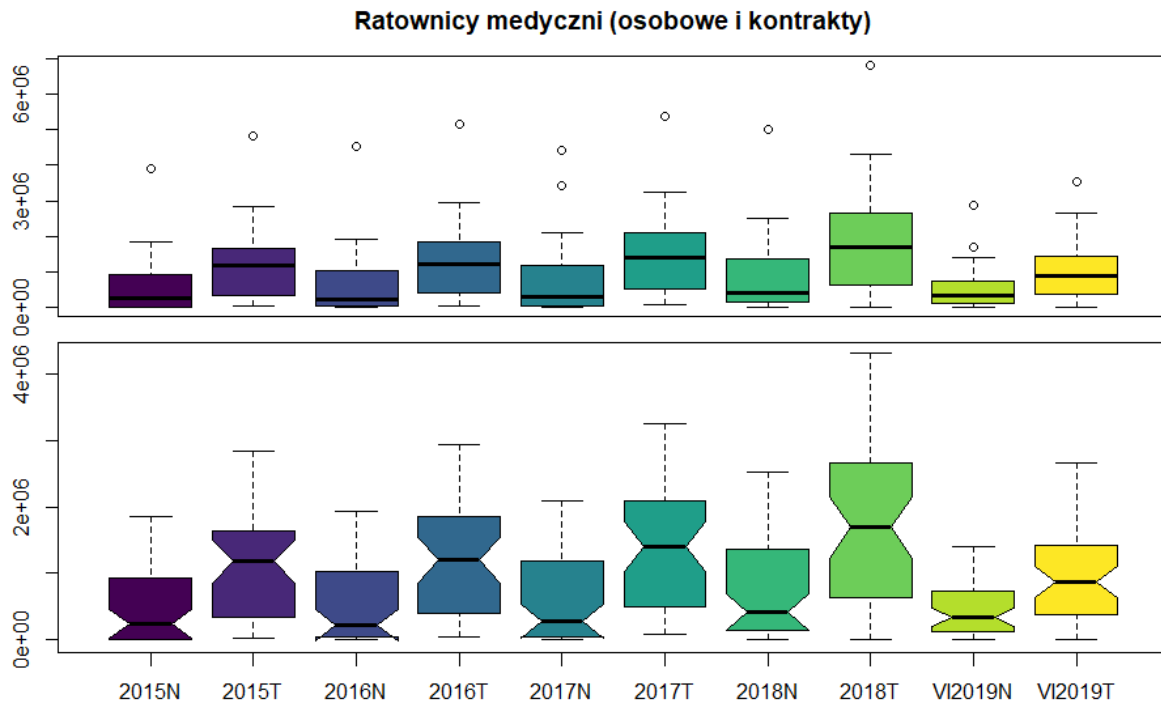 Ratownicy medyczni (osobowe i kontrakty)
6e+06
3e+06
0e+00
4e+06
2e+06
0e+00
2015N 2015T 2016N 2016T 2017N 2017T 2018N 2018T VI2019N VI2019T